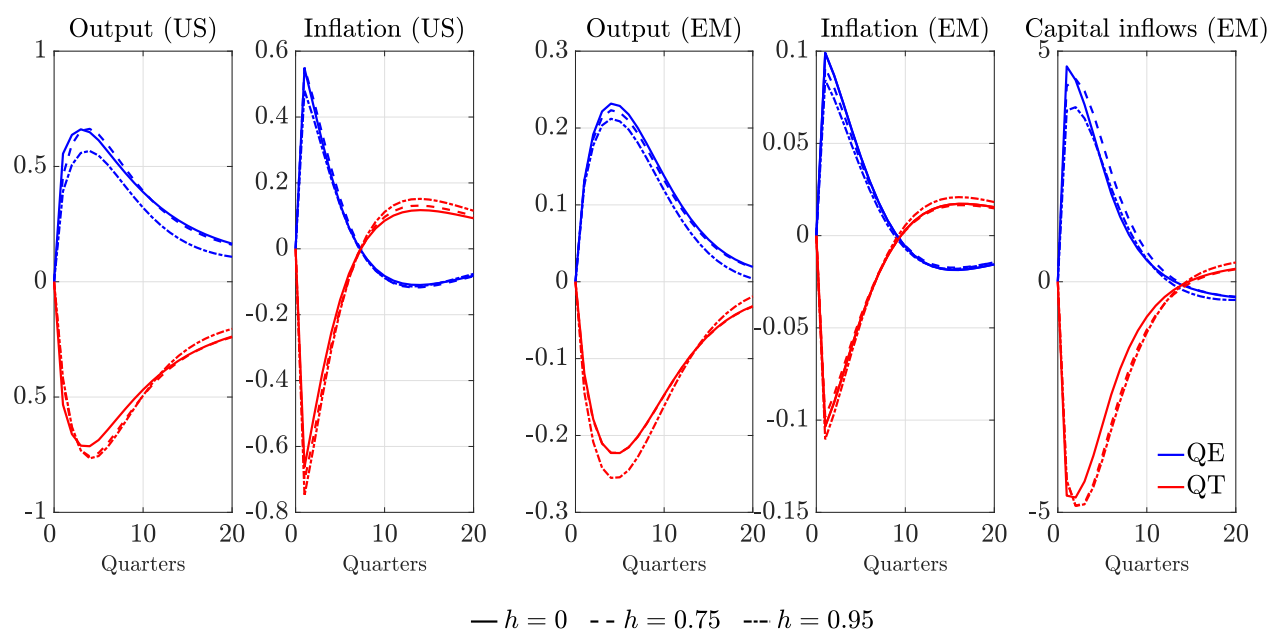 Output (US) Inflation (US) Output (EM) Inflation (EM) Capital inflows (EM)
1 0.6 0.3 0.1 5
0.4 0.2
0.5 0.05
0.2 0.1
0 0 0 0 0
-0.2
-0.1 -0.05
0.5 -0.4
-0.2 -0.1
-0.6
QE
QT
-1 -0.8 -0.3 -0.15 -5
0 10 20 0 10 20 0 10 20 0 10 20 0 10 20
Quarters Quarters Quarters Quarters Quarters
h = 0 h = 0.75 h = 0.95